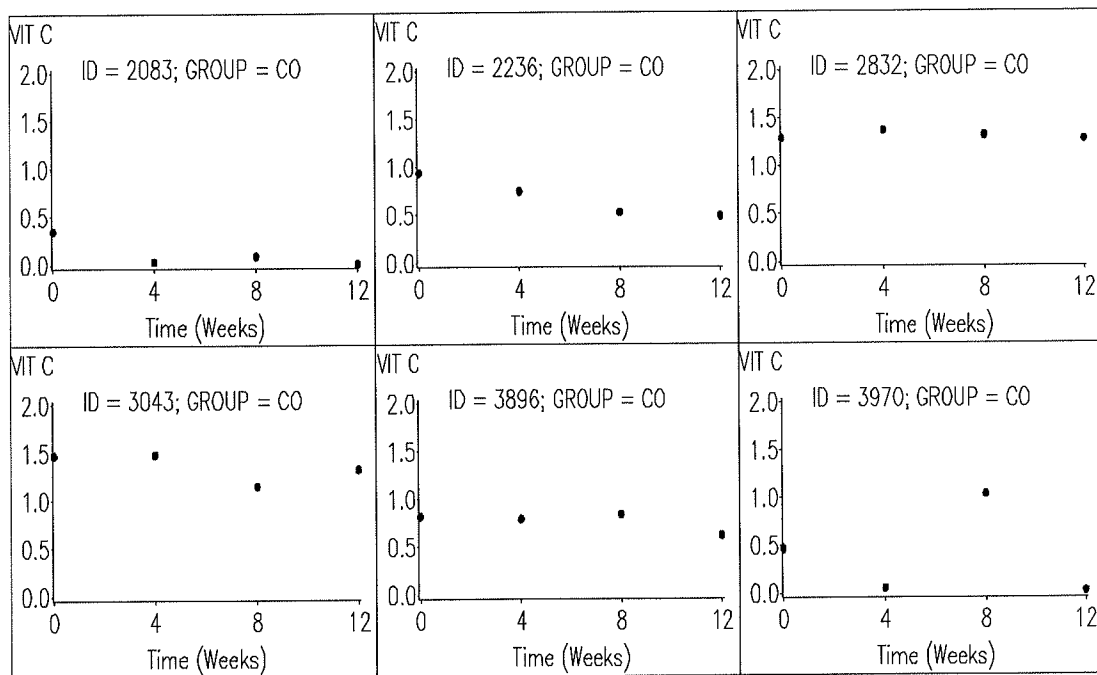 VIT C
ID = 2083; GROUP = CO
2.0
1.5
1.0
0.5
0.0
0 4 8 12
Time (Weeks)
VIT C
ID = 2236; GROUP = CO
2.0
1.5
1.0
0.5
0.0
0 4 8 12
Time (Weeks)
VIT C
ID = 2832; GROUP = CO
2.0
1.5
1.0
0.5
0.0
0 4 8 12
Time (Weeks)
VIT C
ID = 3043; GROUP = CO
2.0
1.5
1.0
0.5
0.0
0 4 8 12
Time (Weeks)
VIT C
ID = 3896; GROUP = CO
2.0
1.5
1.0
0.5
0.0
0 4 8 12
Time (Weeks)
VIT C
ID = 3970; GROUP = CO
2.0
1.5
1.0
0.5
0.0
0 4 8 12
Time (Weeks)